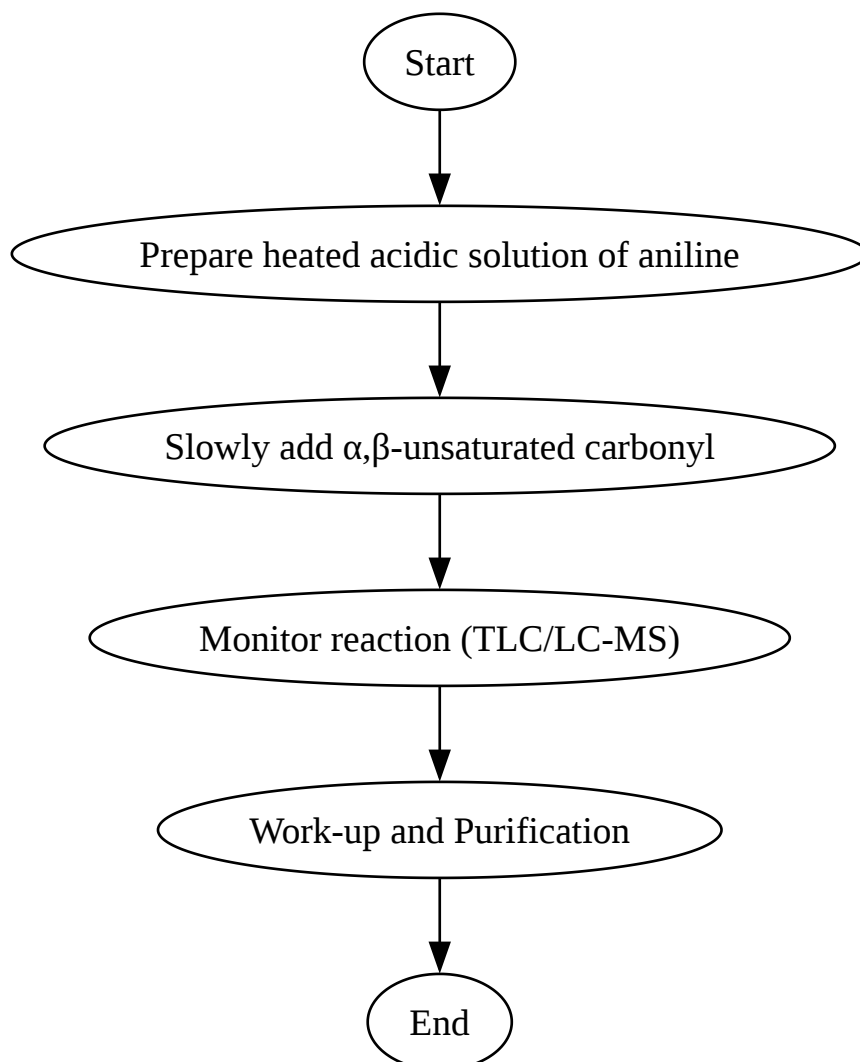 Start
Prepare heated acidic solution of aniline
Slowly add α,β-unsaturated carbonyl
Monitor reaction (TLC/LC-MS)
Work-up and Purification
End